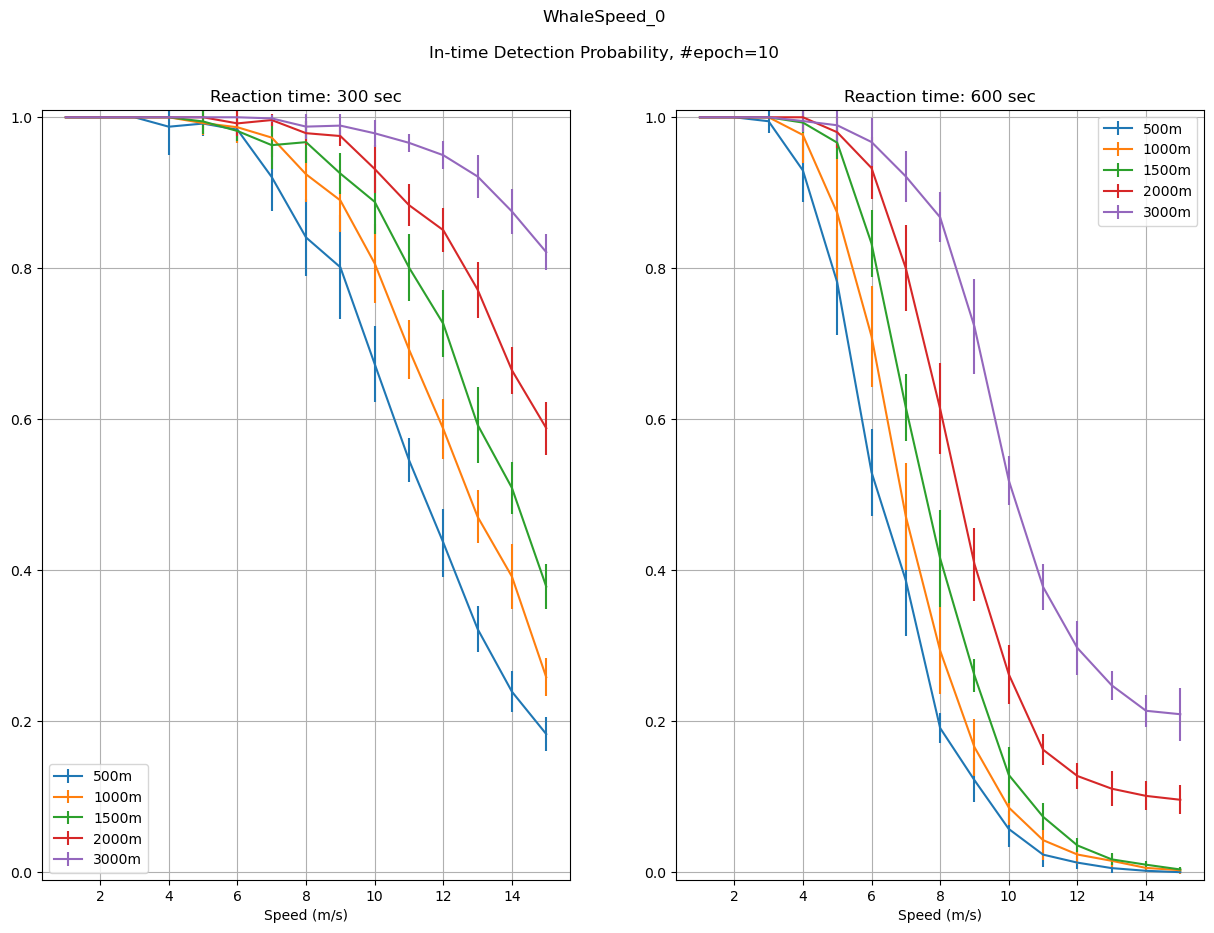 WhaleSpeed_0
In-time Detection Probability, #epoch=10
Reaction time: 300 sec
1.0
0.8
0.6
0.4
0.2
0.0
2
4
6
8
10
12
14
Speed (m/s)
500m
1000m
1500m
2000m
3000m
Reaction time: 600 sec
1.0
0.8
0.6
0.4
0.2
0.0
2
4
6
8
10
12
14
Speed (m/s)
500m
1000m
1500m
2000m
3000m